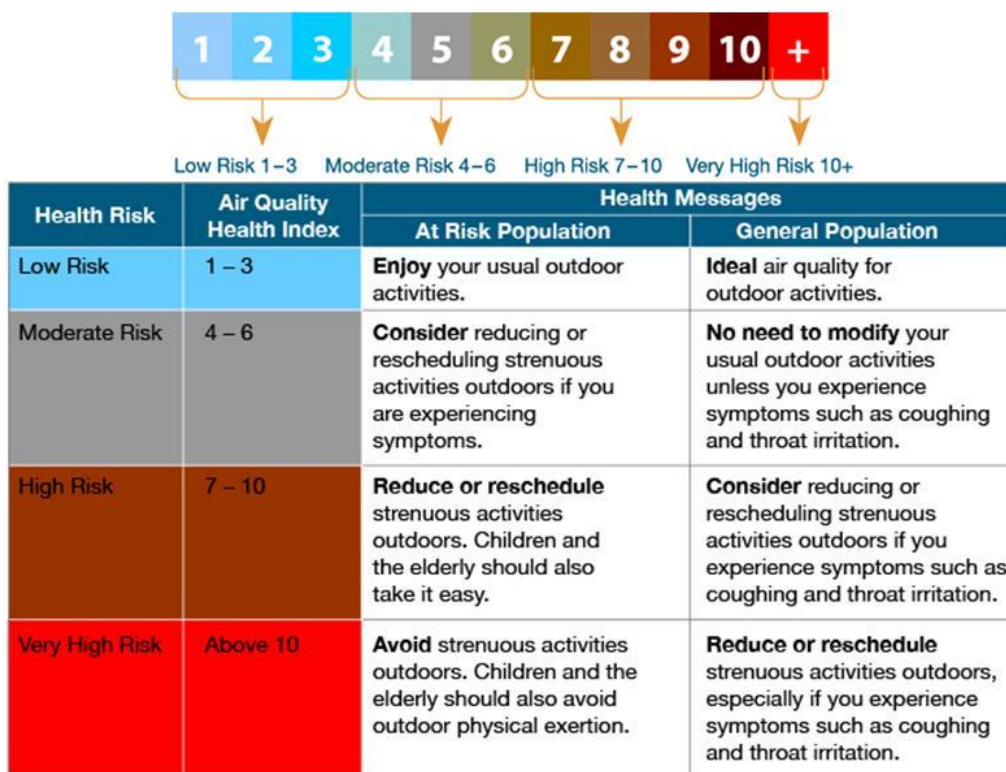 1 2 3 4 5 6 7 8 9 10 +
Low Risk 1–3 Moderate Risk 4–6 High Risk 7–10 Very High Risk 10+
Health Risk
Air Quality
Health Index
Health Messages
At Risk Population
General Population
Low Risk
1 – 3
Enjoy your usual outdoor
activities.
Ideal air quality for
outdoor activities.
Moderate Risk
4 – 6
Consider reducing or
rescheduling strenuous
activities outdoors if you
are experiencing
symptoms.
No need to modify your
usual outdoor activities
unless you experience
symptoms such as coughing
and throat irritation.
High Risk
7 – 10
Reduce or reschedule
strenuous activities
outdoors. Children and
the elderly should also
take it easy.
Consider reducing or
rescheduling strenuous
activities outdoors if you
experience symptoms such as
coughing and throat irritation.
Very High Risk
Above 10
Avoid strenuous activities
outdoors. Children and the
elderly should also avoid
outdoor physical exertion.
Reduce or reschedule
strenuous activities outdoors,
especially if you experience
symptoms such as coughing
and throat irritation.